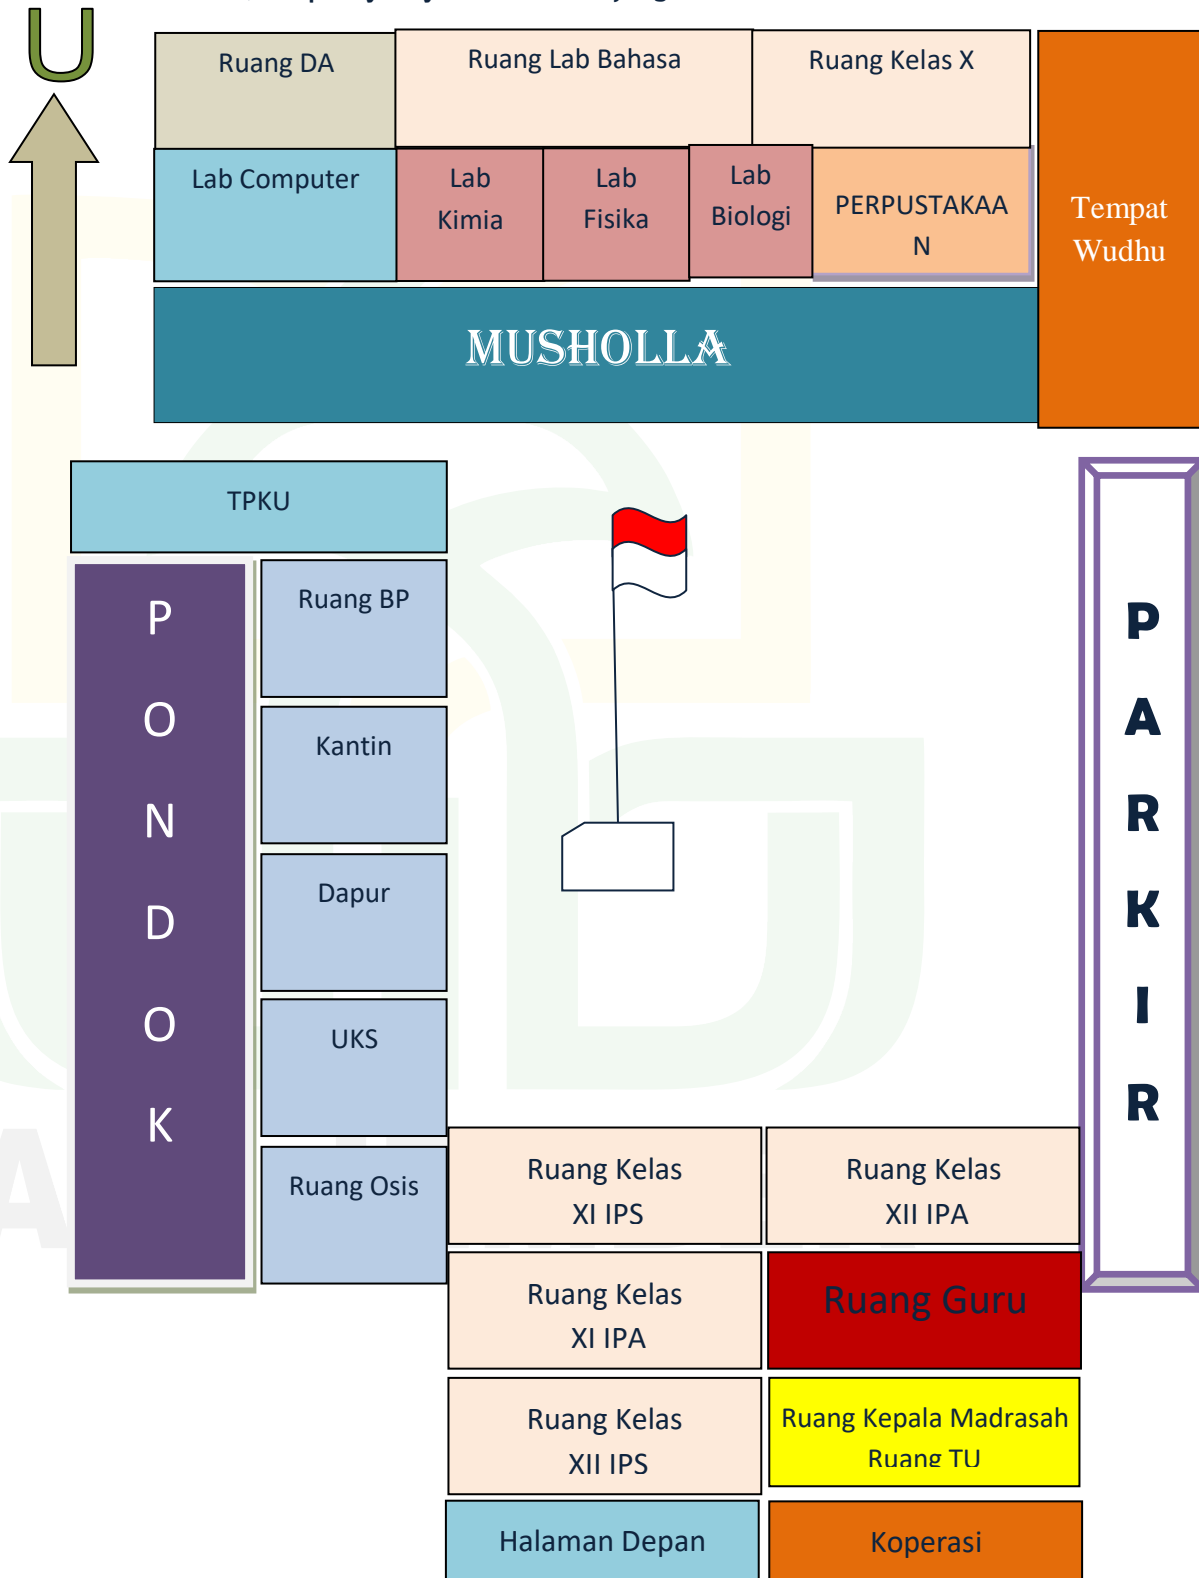 U
Ruang DA
Ruang Lab Bahasa
Ruang Kelas X
Lab Computer
Lab
Kimia
Lab
Fisika
Lab
Biologi
PERPUSTAKAA
N
Tempat
Wudhu
MUSHOLLA
TPKU
P
O
N
D
O
K
Ruang BP
Kantin
Dapur
UKS
Ruang Osis
P
A
R
K
I
R
Ruang Kelas
XI IPS
Ruang Kelas
XII IPA
Ruang Kelas
XI IPA
Ruang Guru
Ruang Kelas
XII IPS
Ruang Kepala Madrasah
Ruang TU
Halaman Depan
Koperasi